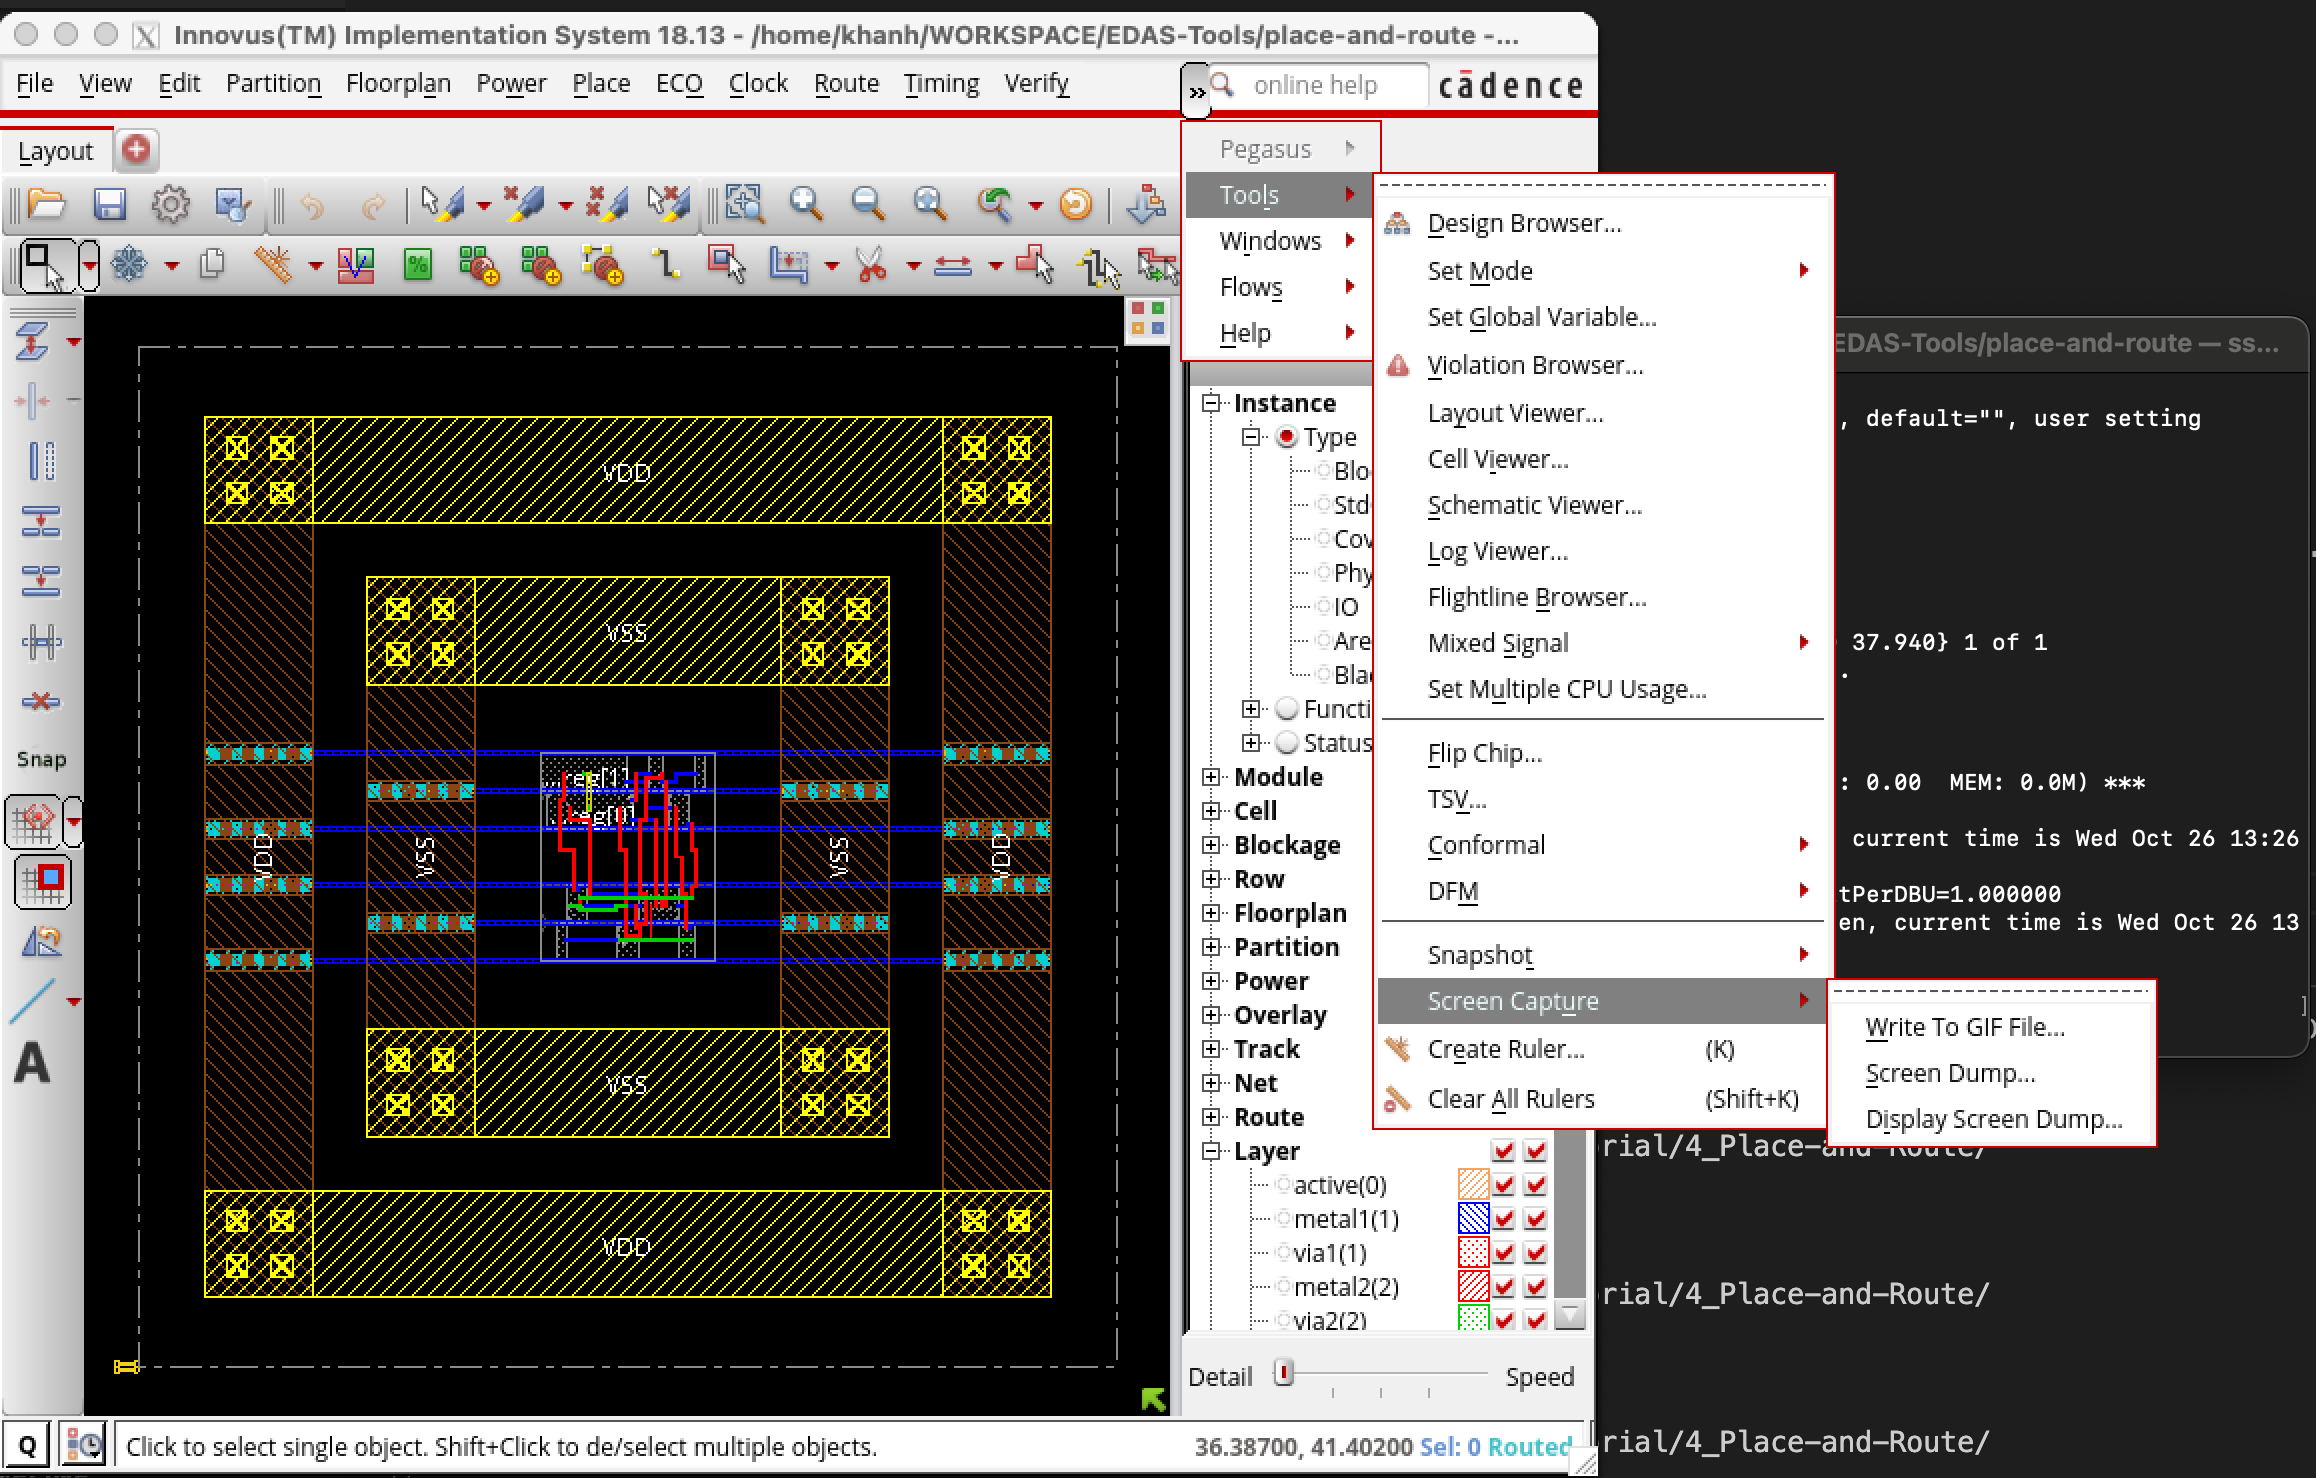 Innovus(TM) Implementation System 18.13 - /home/khanh/WORKSPACE/EDAS-Tools/place-and-route -...
File View Edit Partition Floorplan Power Place ECO Clock Route Timing Verify
»
online help
cādence
Layout
Pegasus
Tools
Windows
Flows
Help
Design Browser...
Set Mode
Set Global Variable...
Violation Browser...
Layout Viewer...
Cell Viewer...
Schematic Viewer...
Log Viewer...
Flightline Browser...
Mixed Signal
Set Multiple CPU Usage...
Flip Chip...
TSV...
Conformal
DFM
Snapshot
Screen Capture
Create Ruler... (K)
Clear All Rulers (Shift+K)
Write To GIF File...
Screen Dump...
Display Screen Dump...
Snap
A
VDD
VSS
VDD
VSS
VSS
VDD
VSS
VDD
Instance
Type
Blo
Std
Cov
Phy
IO
Are
Bla
Functi
Status
Module
Cell
Blockage
Row
Floorplan
Partition
Power
Overlay
Track
Net
Route
Layer
active(0)
metal1(1)
via1(1)
metal2(2)
via2(2)
Detail Speed
Q
Click to select single object. Shift+Click to de/select multiple objects.
36.38700, 41.40200 Sel: 0 Routed
EDAS-Tools/place-and-route — ss...
, default="", user setting
37.940} 1 of 1
.
: 0.00 MEM: 0.0M) ***
current time is Wed Oct 26 13:26
tPerDBU=1.000000
en, current time is Wed Oct 26 13
rial/4_Place-and-Route/
rial/4_Place-and-Route/
rial/4_Place-and-Route/